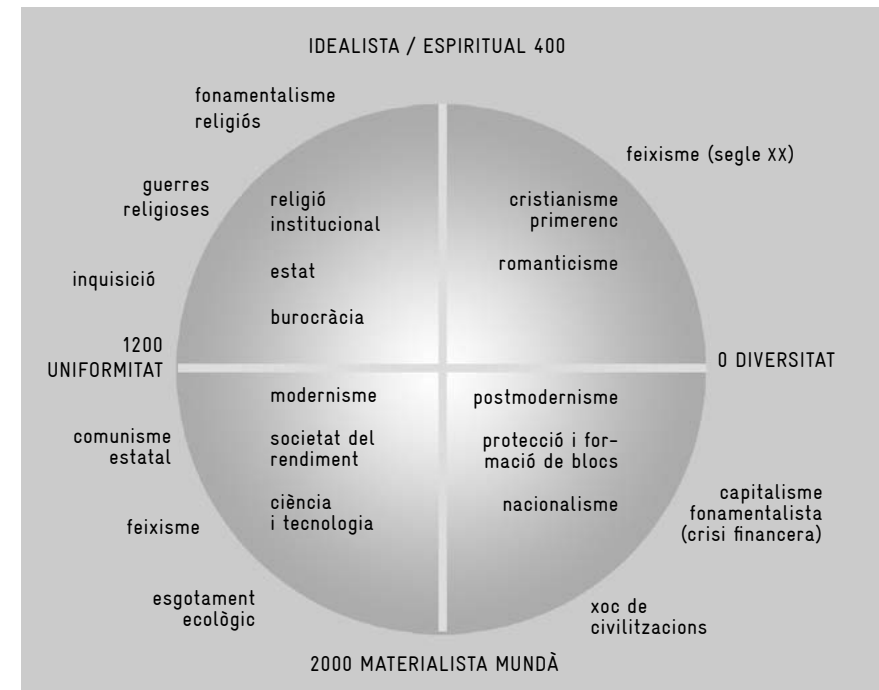 IDEALISTA / ESPIRITUAL 400
fonamentalisme
religiós
feixisme (segle XX)
guerres
religioses
religió
institucional
cristianisme
primerenc
inquisició
estat
romanticisme
burocràcia
1200
UNIFORMITAT
0 DIVERSITAT
modernisme
postmodernisme
comunisme
estatal
societat del
rendiment
protecció i for-
mació de blocs
feixisme
ciència
i tecnologia
nacionalisme
capitalisme
fonamentalista
(crisi financera)
esgotament
ecològic
xoc de
civilitzacions
2000 MATERIALISTA MUNDÀ